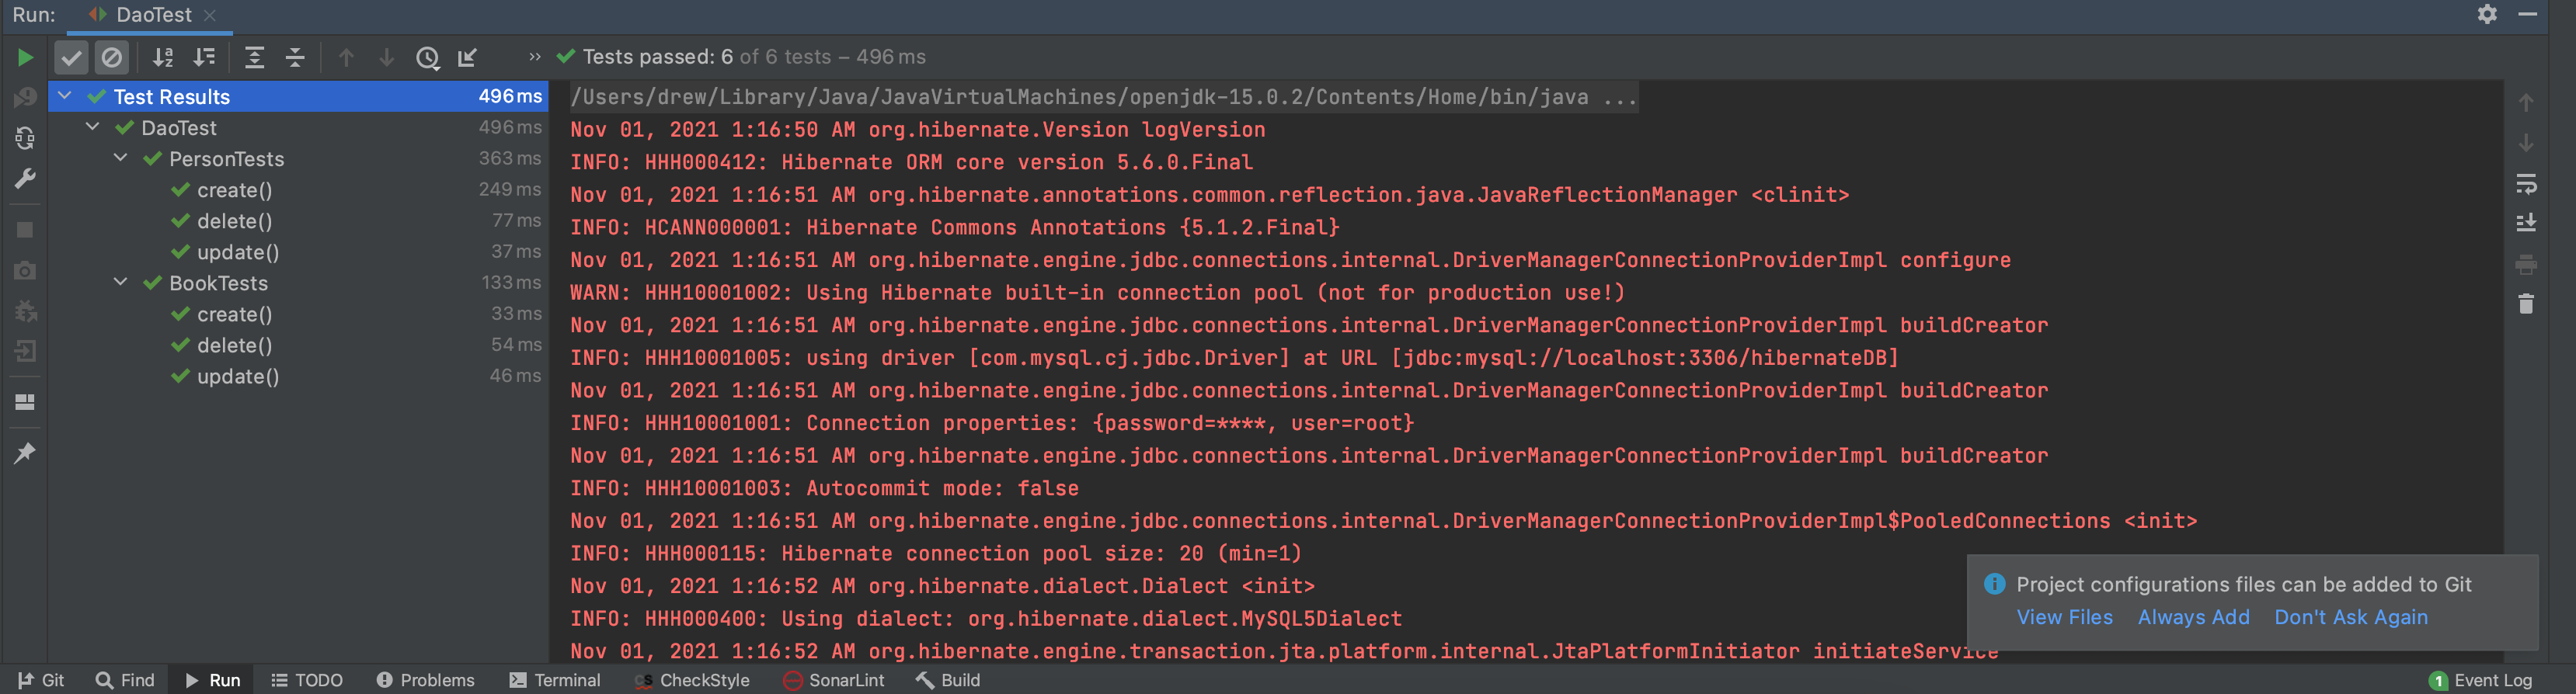 Run: DaoTest
Tests passed: 6 of 6 tests – 496 ms
Test Results 496 ms
DaoTest 496 ms
PersonTests 363 ms
create() 249 ms
delete() 77 ms
update() 37 ms
BookTests 133 ms
create() 33 ms
delete() 54 ms
update() 46 ms
/Users/drew/Library/Java/JavaVirtualMachines/openjdk-15.0.2/Contents/Home/bin/java ...
Nov 01, 2021 1:16:50 AM org.hibernate.Version logVersion
INFO: HHH000412: Hibernate ORM core version 5.6.0.Final
Nov 01, 2021 1:16:51 AM org.hibernate.annotations.common.reflection.java.JavaReflectionManager <clinit>
INFO: HCANN000001: Hibernate Commons Annotations {5.1.2.Final}
Nov 01, 2021 1:16:51 AM org.hibernate.engine.jdbc.connections.internal.DriverManagerConnectionProviderImpl configure
WARN: HHH10001002: Using Hibernate built-in connection pool (not for production use!)
Nov 01, 2021 1:16:51 AM org.hibernate.engine.jdbc.connections.internal.DriverManagerConnectionProviderImpl buildCreator
INFO: HHH10001005: using driver [com.mysql.cj.jdbc.Driver] at URL [jdbc:mysql://localhost:3306/hibernateDB]
Nov 01, 2021 1:16:51 AM org.hibernate.engine.jdbc.connections.internal.DriverManagerConnectionProviderImpl buildCreator
INFO: HHH10001001: Connection properties: {password=****, user=root}
Nov 01, 2021 1:16:51 AM org.hibernate.engine.jdbc.connections.internal.DriverManagerConnectionProviderImpl buildCreator
INFO: HHH10001003: Autocommit mode: false
Nov 01, 2021 1:16:51 AM org.hibernate.engine.jdbc.connections.internal.DriverManagerConnectionProviderImpl$PooledConnections <init>
INFO: HHH000115: Hibernate connection pool size: 20 (min=1)
Nov 01, 2021 1:16:52 AM org.hibernate.dialect.Dialect <init>
INFO: HHH000400: Using dialect: org.hibernate.dialect.MySQL5Dialect
Nov 01, 2021 1:16:52 AM org.hibernate.engine.transaction.jta.platform.internal.JtaPlatformInitiator initiateService
Project configurations files can be added to Git
View Files Always Add Don't Ask Again
Git Find Run TODO Problems Terminal CS CheckStyle SonarLint Build 1 Event Log